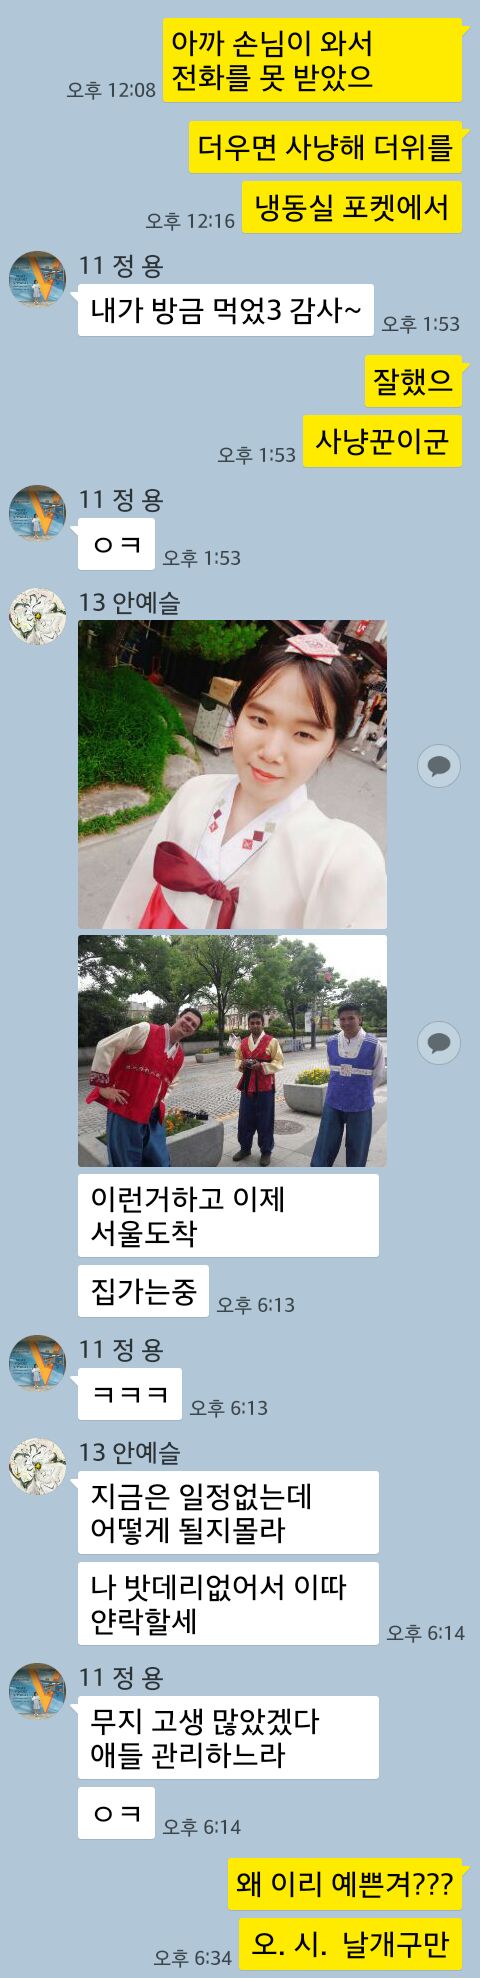 아까 손님이 와서
전화를 못 받았으
오후 12:08
더우면 사냥해 더위를
냉동실 포켓에서
오후 12:16
11 정 용
내가 방금 먹었3 감사~
오후 1:53
잘했으
사냥꾼이군
오후 1:53
11 정 용
ㅇㅋ
오후 1:53
13 안예슬
이런거하고 이제
서울도착
집가는중
오후 6:13
11 정 용
ㅋㅋㅋ
오후 6:13
13 안예슬
지금은 일정없는데
어떻게 될지몰라
나 밧데리없어서 이따
얀락할세
오후 6:14
11 정 용
무지 고생 많았겠다
애들 관리하느라
ㅇㅋ
오후 6:14
왜 이리 예쁜겨???
오. 시.  날개구만
오후 6:34